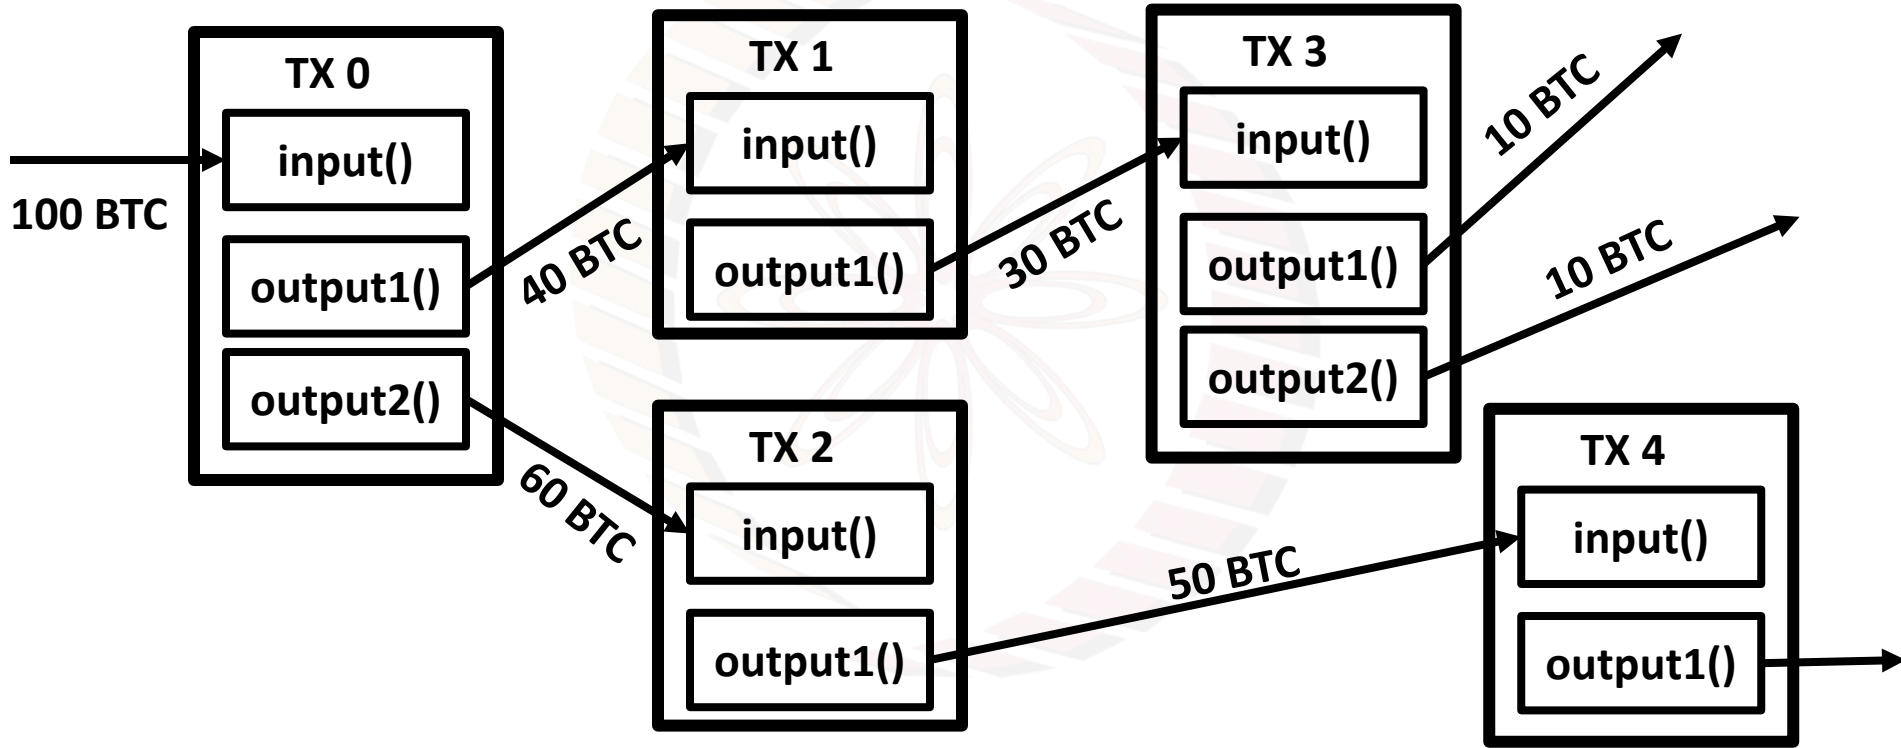 100 BTC
TX 0
input()
output1()
output2()
40 BTC
60 BTC
TX 1
input()
output1()
30 BTC
TX 2
input()
output1()
50 BTC
TX 3
input()
output1()
output2()
10 BTC
10 BTC
TX 4
input()
output1()